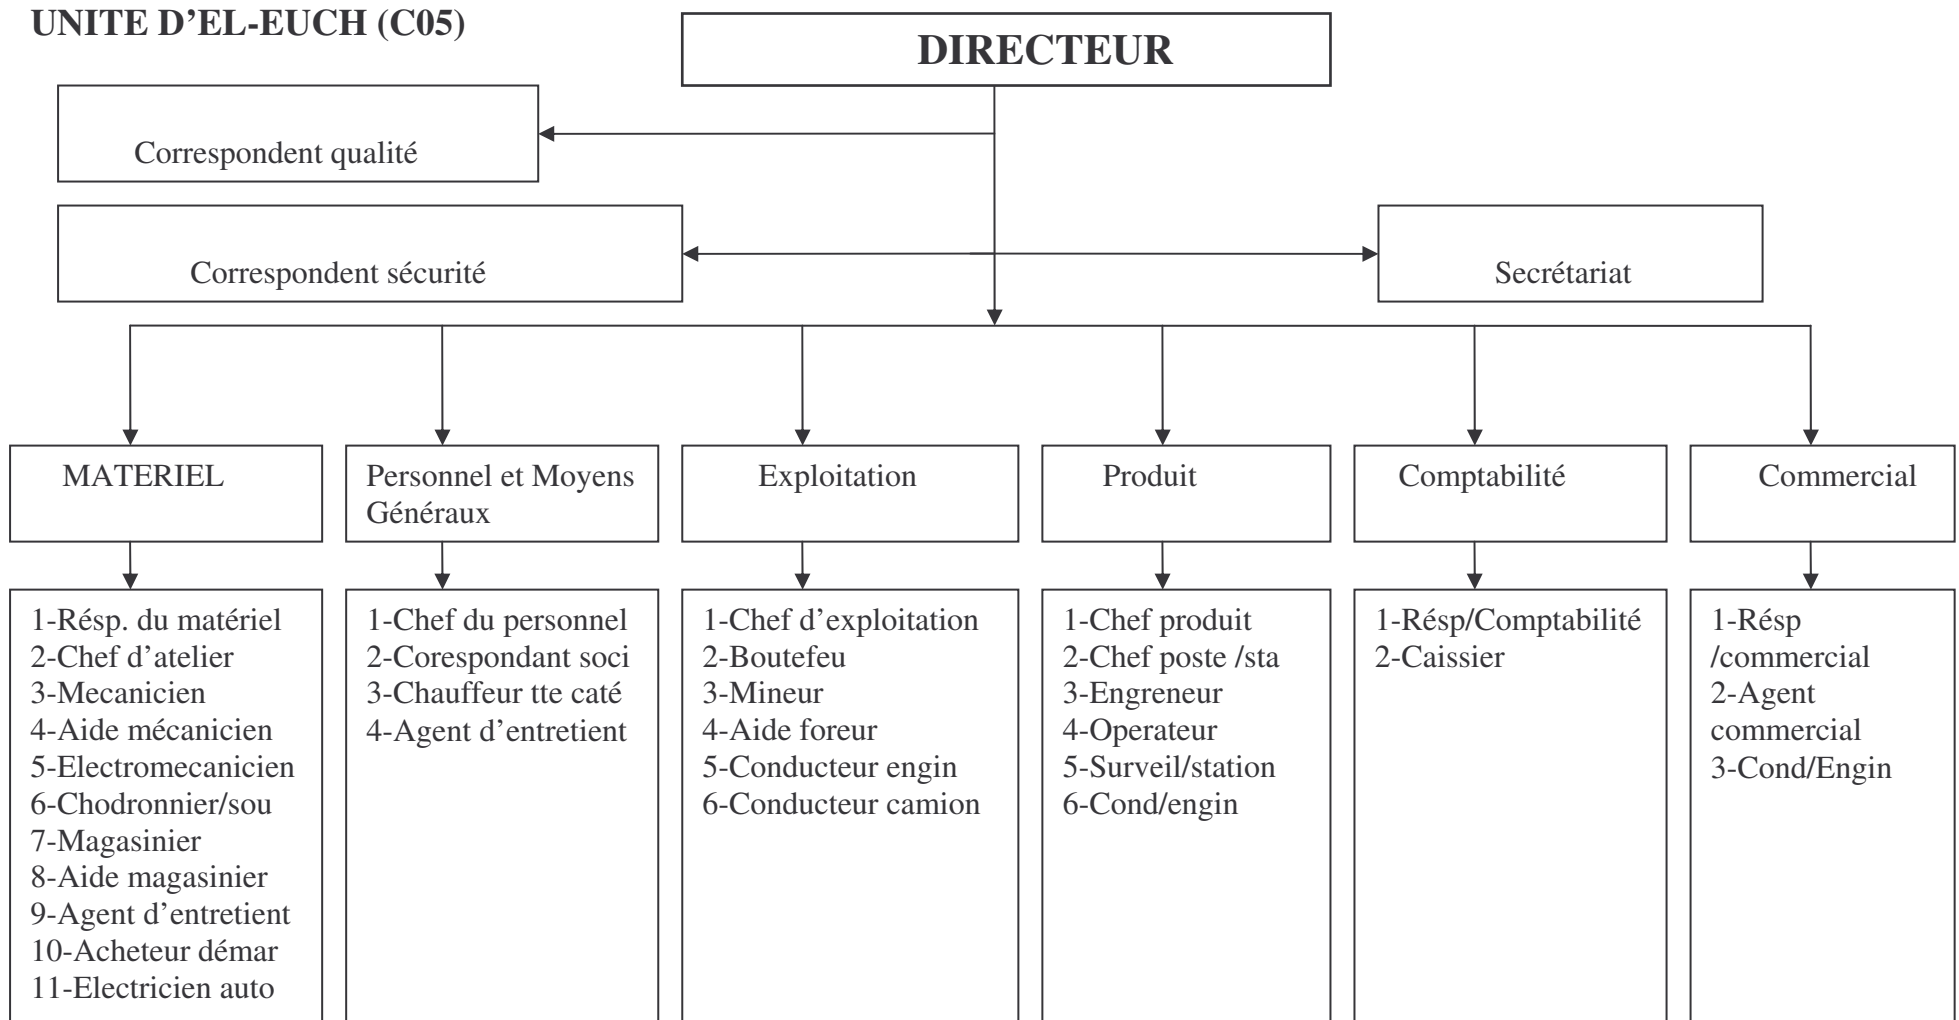 UNITE D’EL-EUCH (C05)
DIRECTEUR
Correspondent qualité
Correspondent sécurité
Secrétariat
MATERIEL
Personnel et Moyens
Généraux
Exploitation
Produit
Comptabilité
Commercial
1-Résp. du matériel
2-Chef d’atelier
3-Mecanicien
4-Aide mécanicien
5-Electromecanicien
6-Chodronnier/sou
7-Magasinier
8-Aide magasinier
9-Agent d’entretient
10-Acheteur démar
11-Electricien auto
1-Chef du personnel
2-Corespondant soci
3-Chauffeur tte caté
4-Agent d’entretient
1-Chef d’exploitation
2-Boutefeu
3-Mineur
4-Aide foreur
5-Conducteur engin
6-Conducteur camion
1-Chef produit
2-Chef poste /sta
3-Engreneur
4-Operateur
5-Surveil/station
6-Cond/engin
1-Résp/Comptabilité
2-Caissier
1-Résp
/commercial
2-Agent
commercial
3-Cond/Engin